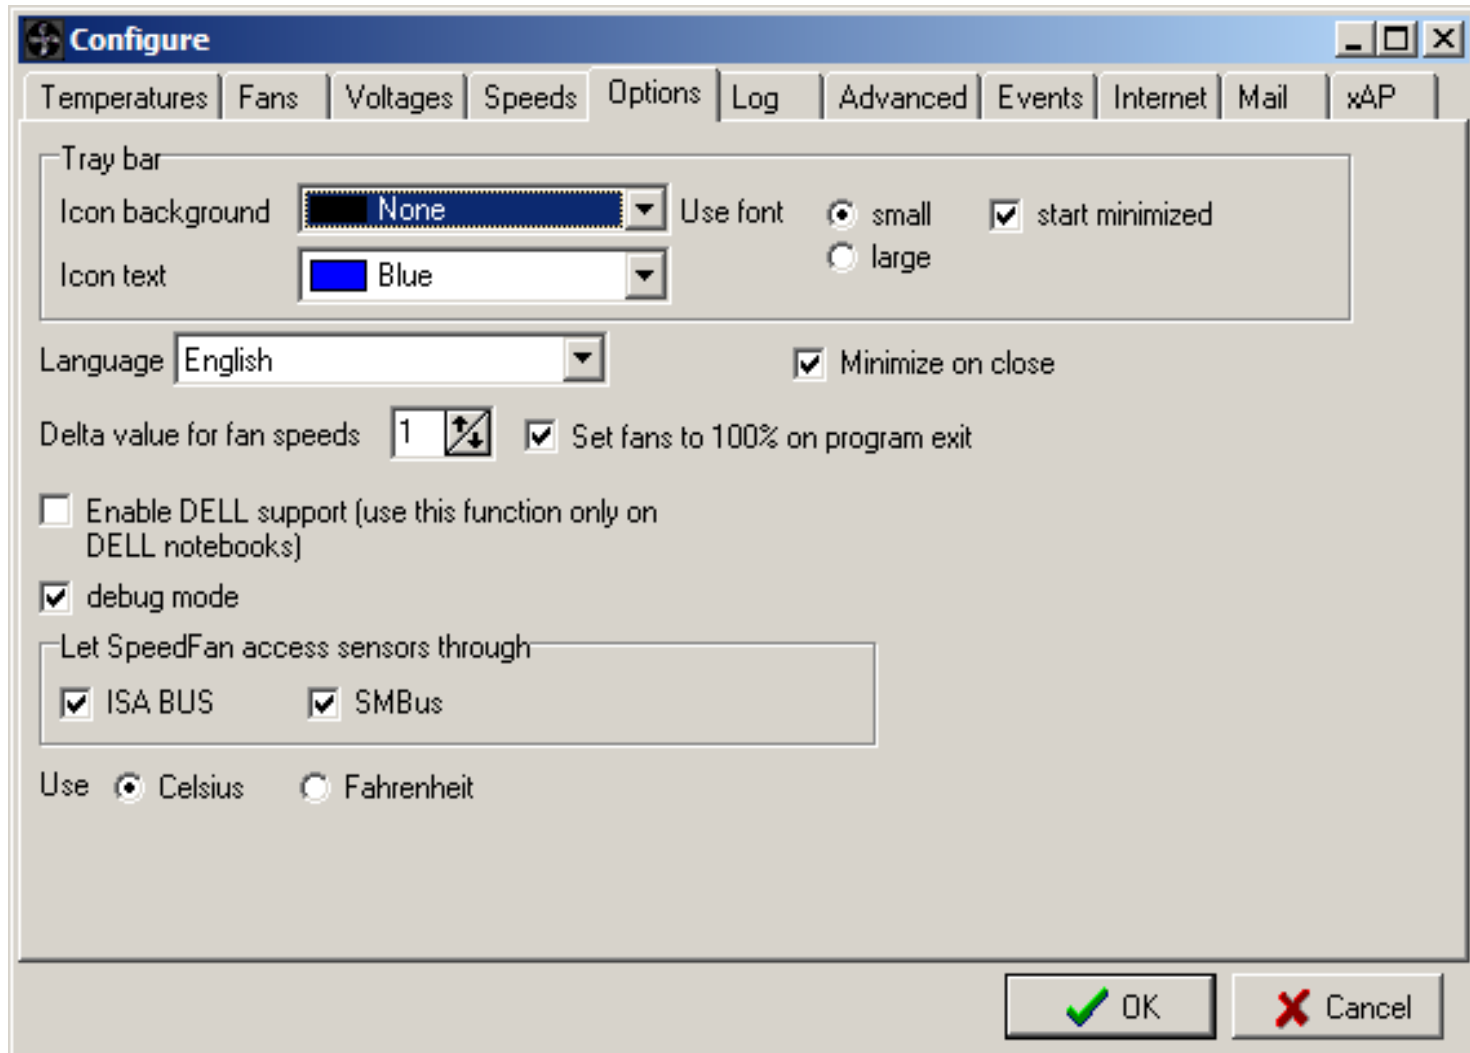 Configure
Temperatures Fans Voltages Speeds Options Log Advanced Events Internet Mail xAP
Tray bar
Icon background None Use font small start minimized
large
Icon text Blue
Language English Minimize on close
Delta value for fan speeds 1 Set fans to 100% on program exit
Enable DELL support (use this function only on
DELL notebooks)
debug mode
Let SpeedFan access sensors through
ISA BUS SMBus
Use Celsius Fahrenheit
OK Cancel